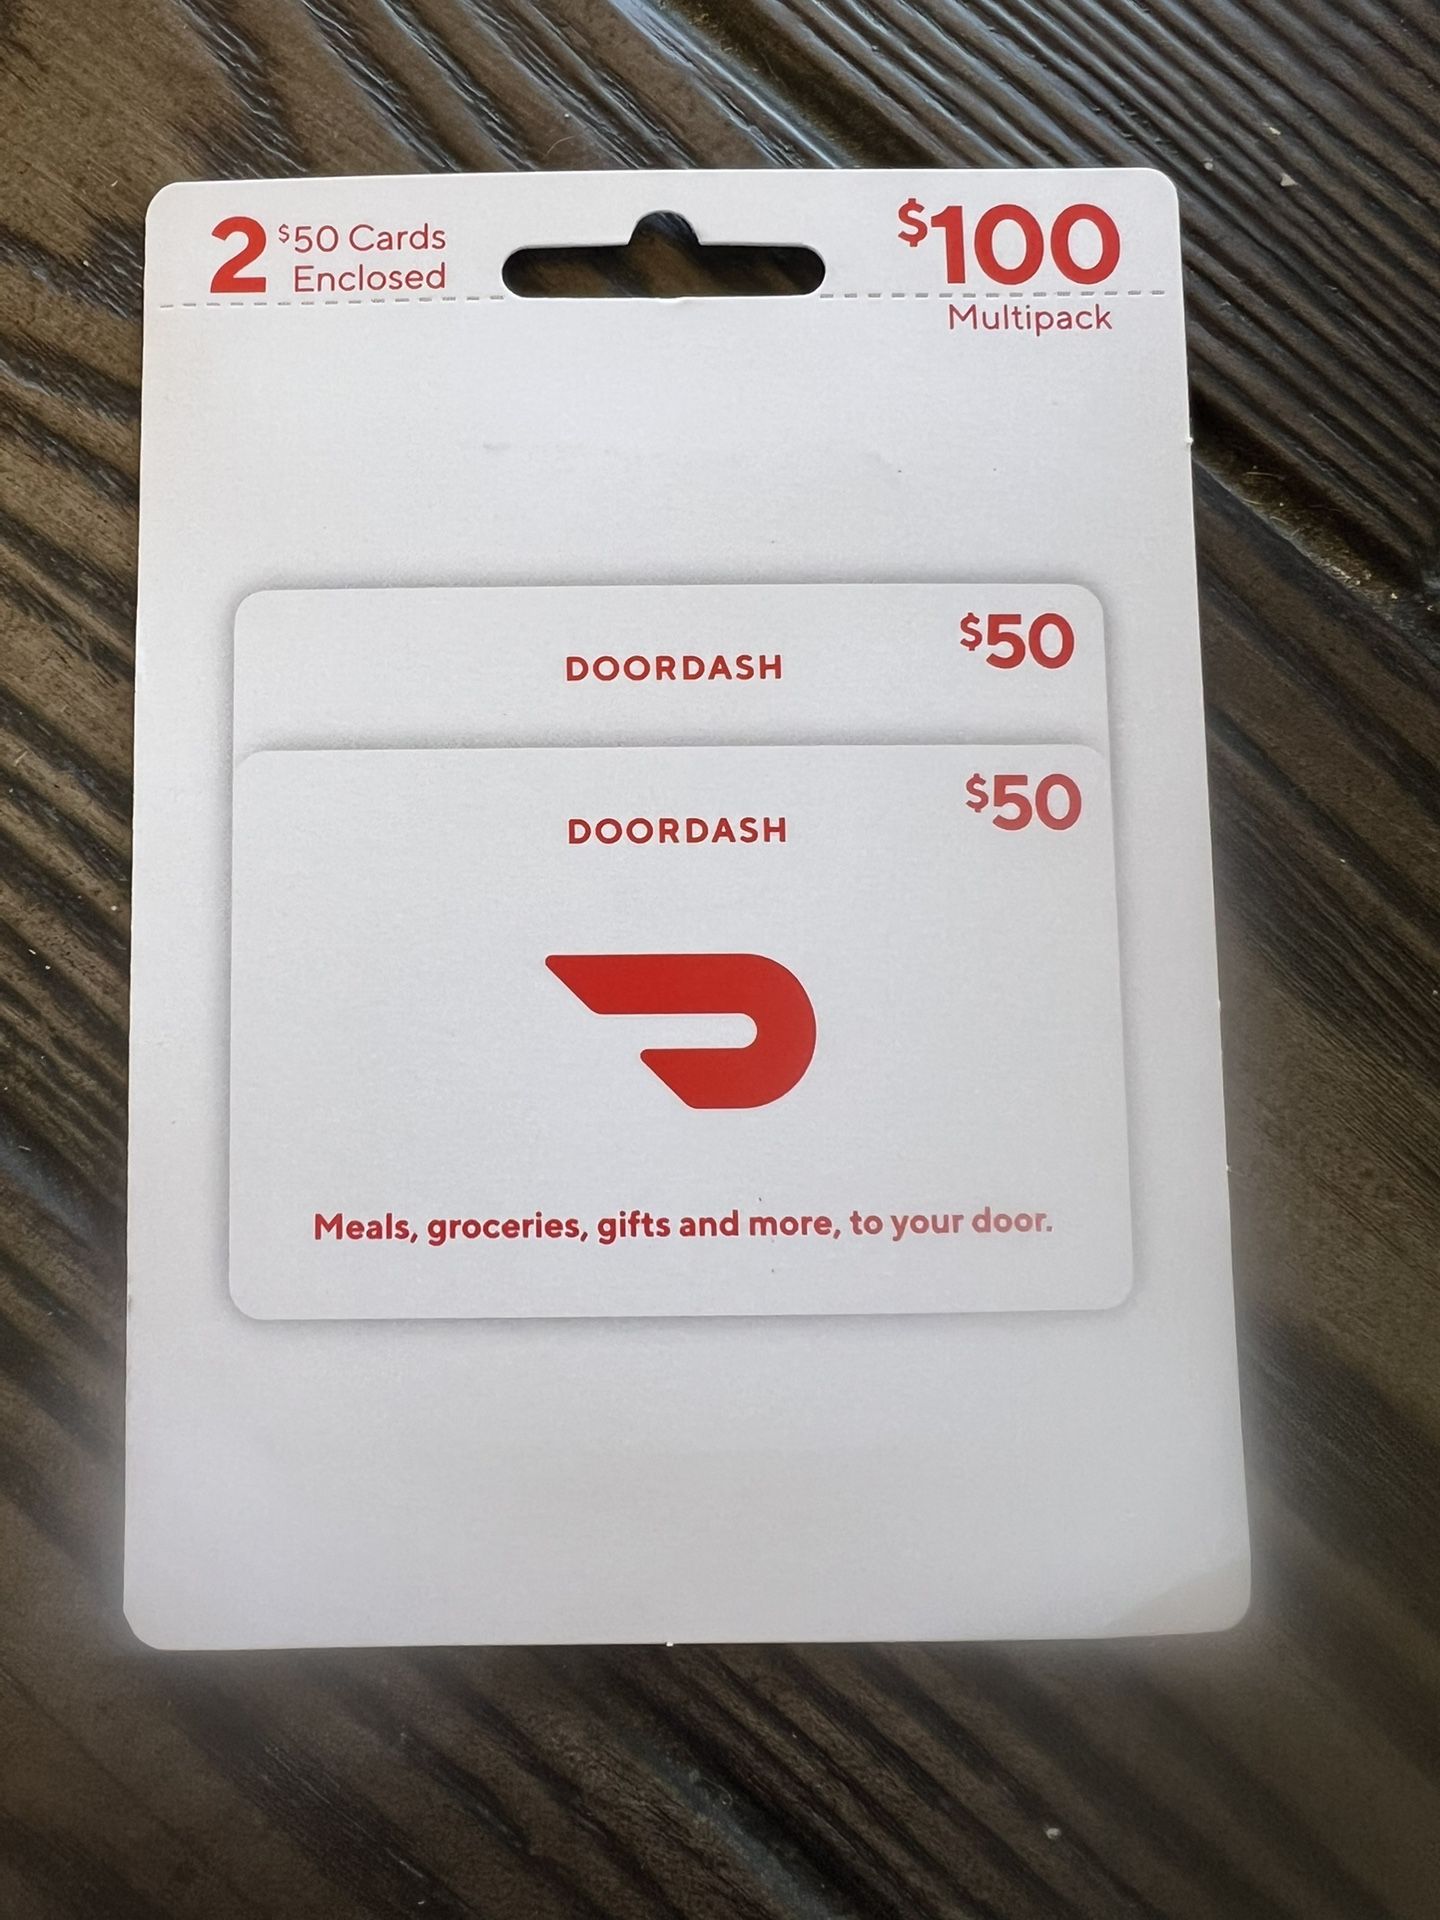 2 $50 Cards
Enclosed
$100
Multipack
DOORDASH
$50
DOORDASH
$50
Meals, groceries, gifts and more, to your door.